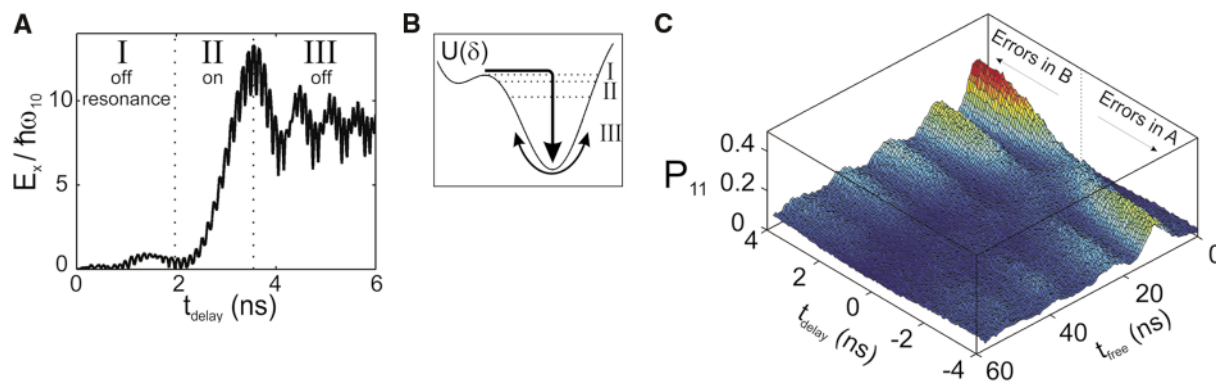 A
I
II
III
off
on
off
resonance
10
5
0
E_x / ℏω_10
0
2
4
6
t_delay (ns)
B
U(δ)
I
II
III
C
Errors in B
Errors in A
P_11
0.4
0.2
0
4
2
0
-2
-4
t_delay (ns)
60
40
20
0
t_free (ns)